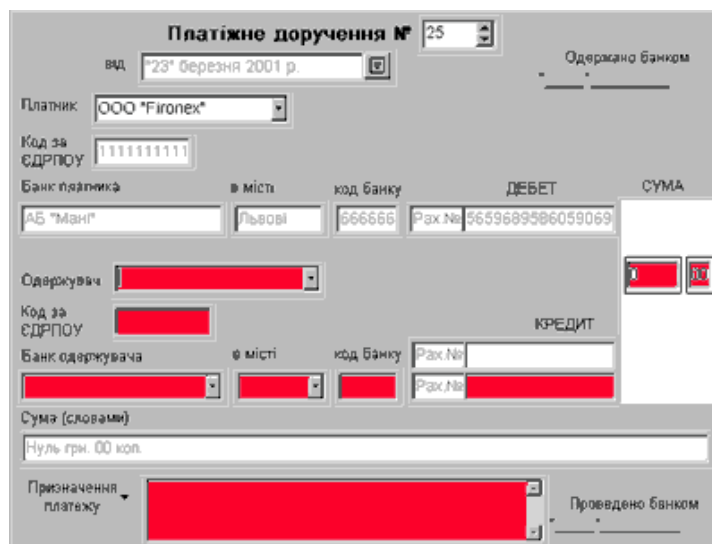 Платіжне доручення № 25
від "23" березня 2001 р.
Одержано банком
Платник ООО "Fironex"
Код за ЄДРПОУ 1111111111
Банк платника в місті код банку ДЕБЕТ СУМА
АБ "Мані" Львові 666666 Рах.№ 5659689586059069
Одержувач
0 00
Код за ЄДРПОУ
КРЕДИТ
Банк одержувача в місті код банку Рах.№
Рах.№
Сума (словами)
Нуль грн. 00 коп.
Призначення платежу
Проведено банком